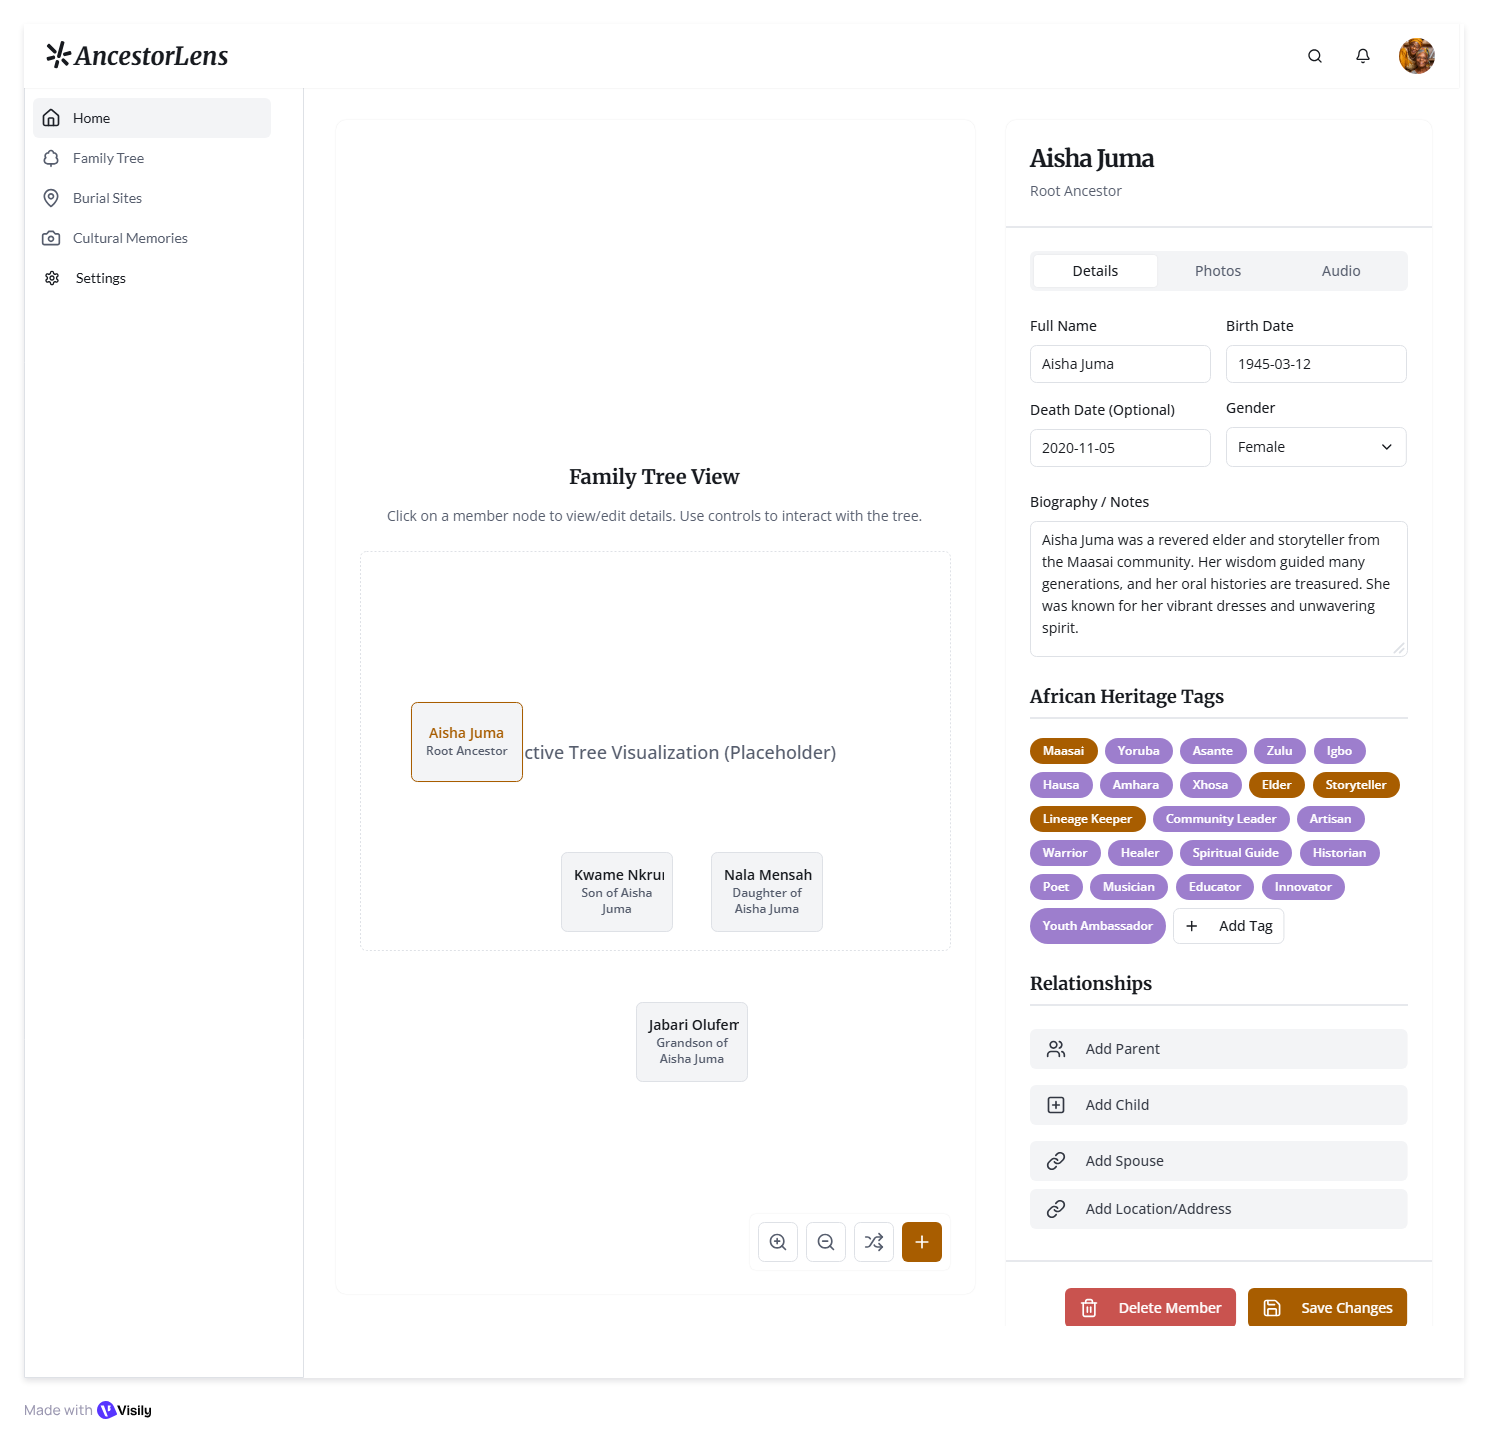 AncestorLens
Home
Family Tree
Burial Sites
Cultural Memories
Settings
Family Tree View
Click on a member node to view/edit details. Use controls to interact with the tree.
Aisha Juma
Root Ancestor
ctive Tree Visualization (Placeholder)
Kwame Nkru
Son of Aisha
Juma
Nala Mensah
Daughter of
Aisha Juma
Jabari Olufem
Grandson of
Aisha Juma
Aisha Juma
Root Ancestor
Details Photos Audio
Full Name Birth Date
Aisha Juma 1945-03-12
Death Date (Optional) Gender
2020-11-05 Female
Biography / Notes
Aisha Juma was a revered elder and storyteller from
the Maasai community. Her wisdom guided many
generations, and her oral histories are treasured. She
was known for her vibrant dresses and unwavering
spirit.
African Heritage Tags
Maasai Yoruba Asante Zulu Igbo
Hausa Amhara Xhosa Elder Storyteller
Lineage Keeper Community Leader Artisan
Warrior Healer Spiritual Guide Historian
Poet Musician Educator Innovator
Youth Ambassador Add Tag
Relationships
Add Parent
Add Child
Add Spouse
Add Location/Address
Delete Member Save Changes
Made with Visily